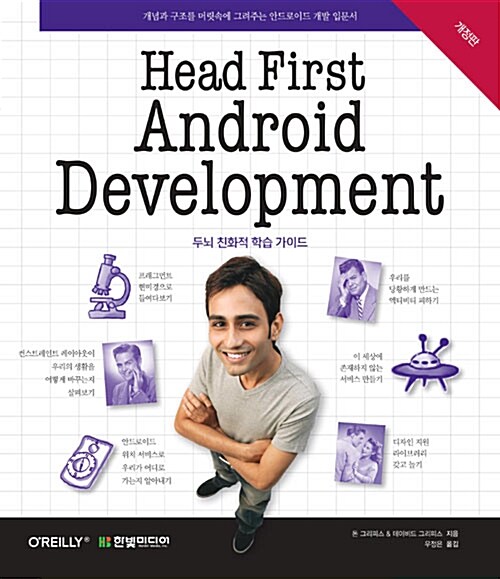 개념과 구조를 머릿속에 그려주는 안드로이드 개발 입문서
개정판
Head First
Android
Development
두뇌 친화적 학습 가이드
프래그먼트
현미경으로
들여다보기
우리를
당황하게 만드는
액티비티 피하기
컨스트레인트 레이아웃이
우리의 생활을
어떻게 바꾸는지
살펴보기
이 세상에
존재하지 않는
서비스 만들기
안드로이드
위치 서비스로
우리가 어디로
가는지 알아내기
디자인 지원
라이브러리
갖고 놀기
돈 그리피스 & 데이비드 그리피스 지음
우정은 옮김
O'REILLY®
한빛미디어